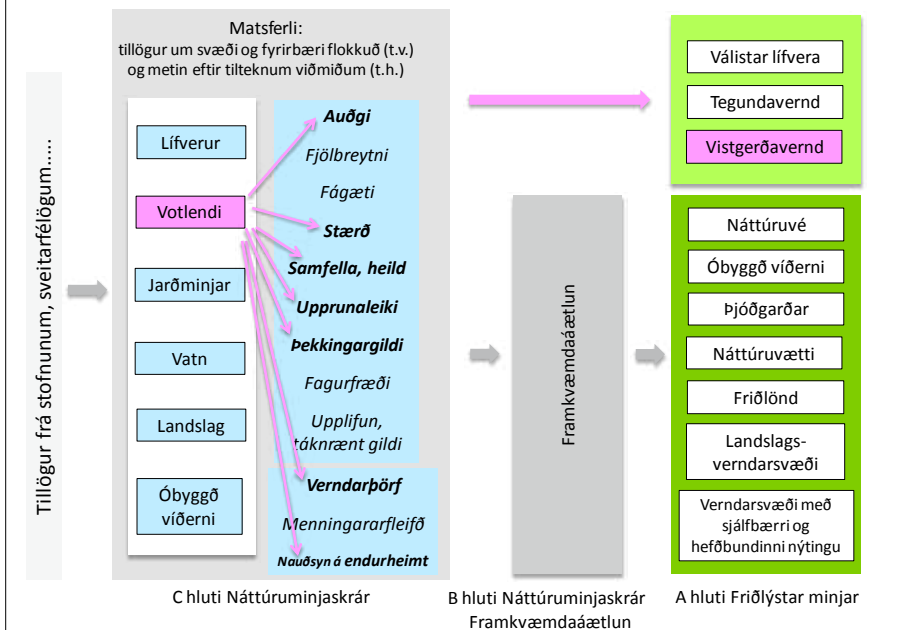 Tillögur frá stofnunum, sveitarfélögum.....
Matsferli:
tillögur um svæði og fyrirbæri flokkuð (t.v.)
og metin eftir tilteknum viðmiðum (t.h.)
Lífverur
Votlendi
Jarðminjar
Vatn
Landslag
Óbyggð
víðerni
Auðgi
Fjölbreytni
Fágæti
Stærð
Samfella, heild
Upprunaleiki
Þekkingargildi
Fagurfræði
Upplifun,
táknrænt gildi
Verndarþörf
Menningararfleifð
Nauðsyn á endurheimt
C hluti Náttúruminjaskrár
Framkvæmdaáætlun
B hluti Náttúruminjaskrár
Framkvæmdaáætlun
Válistar lífvera
Tegundavernd
Vistgerðavernd
Náttúruvé
Óbyggð víðerni
Þjóðgarðar
Náttúruvætti
Friðlönd
Landslags-
verndarsvæði
Verndarsvæði með
sjálfbærri og
hefðbundinni nýtingu
A hluti Friðlýstar minjar